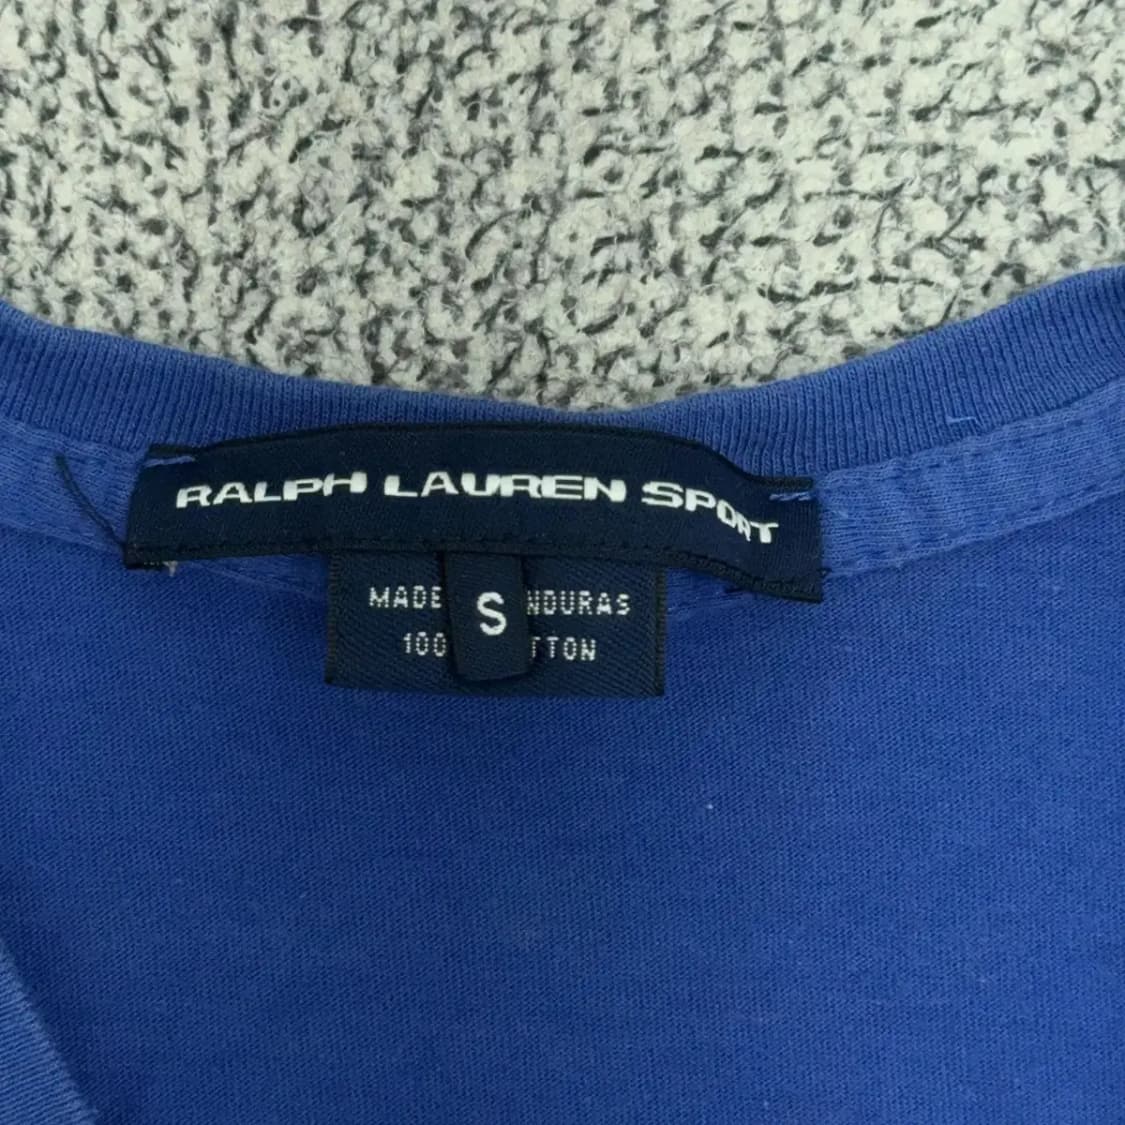 RALPH LAUREN SPORT
MADE NDURAS
S
100 TTON